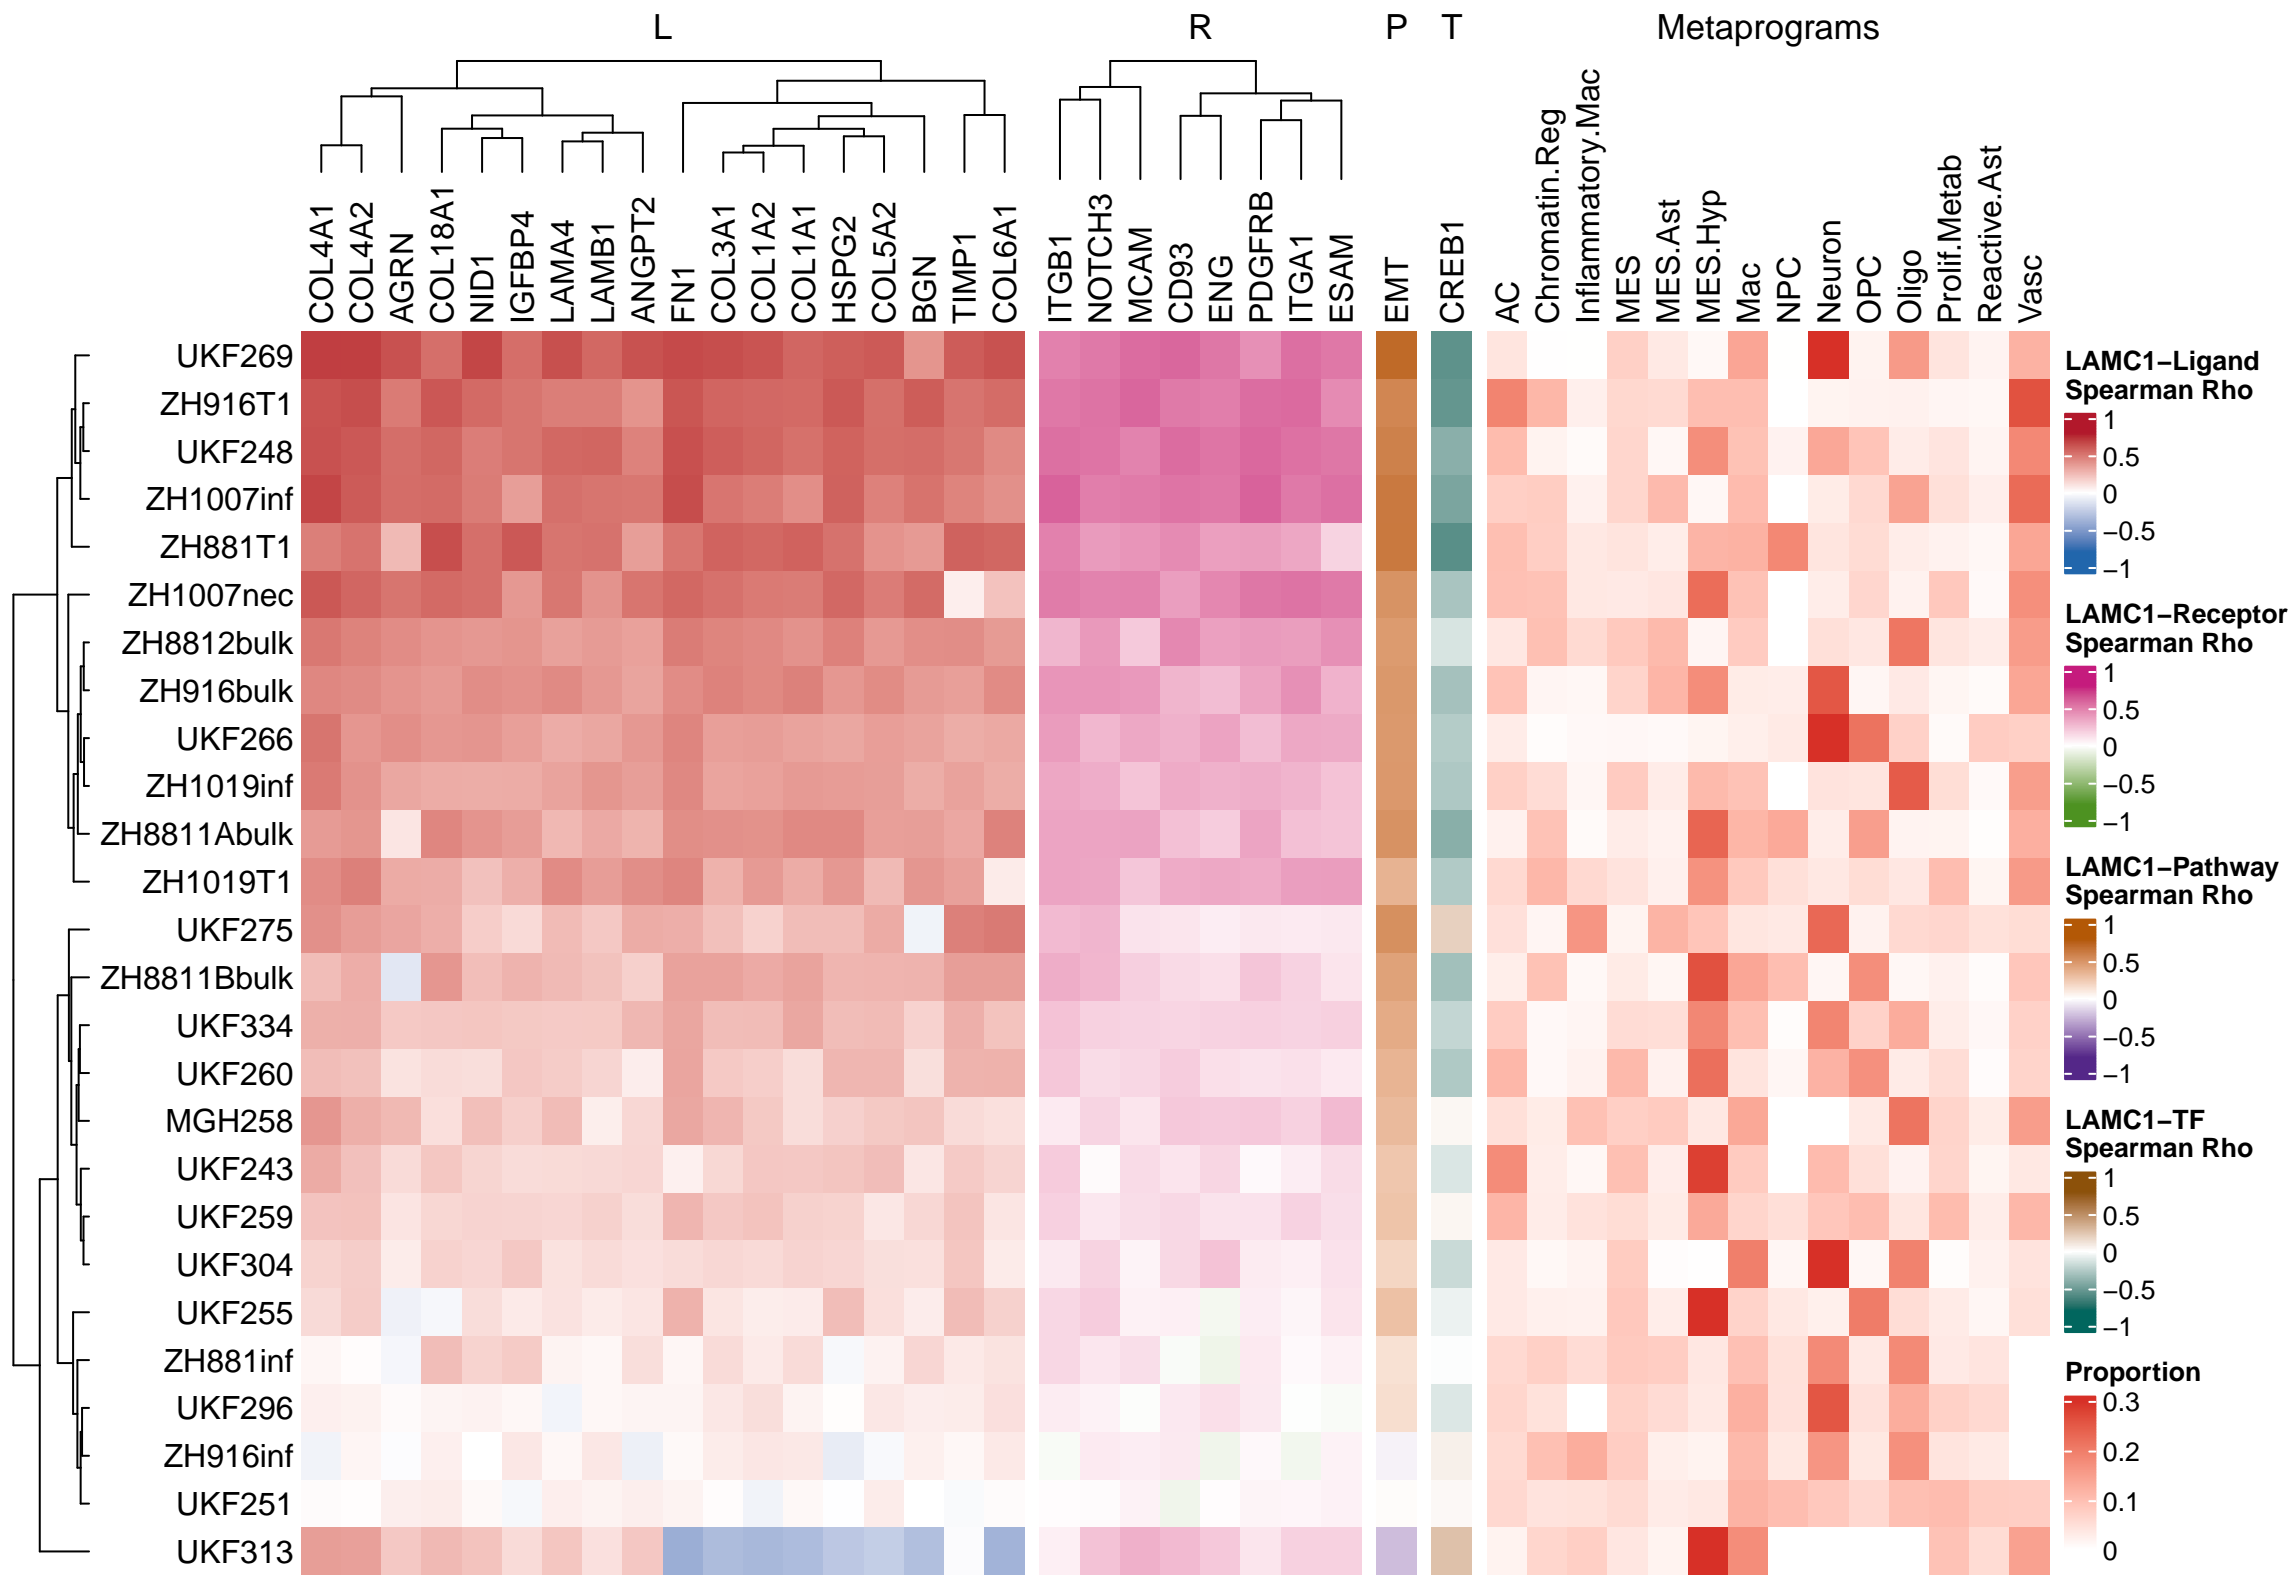 L R P T Metaprograms
COL4A1
COL4A2
AGRN
COL18A1
NID1
IGFBP4
LAMA4
LAMB1
ANGPT2
FN1
COL3A1
COL1A2
COL1A1
HSPG2
COL5A2
BGN
TIMP1
COL6A1
ITGB1
NOTCH3
MCAM
CD93
ENG
PDGFRB
ITGA1
ESAM
EMT
CREB1
AC
Chromatin.Reg
Inflammatory.Mac
MES
MES.Ast
MES.Hyp
Mac
NPC
Neuron
OPC
Oligo
Prolif.Metab
Reactive.Ast
Vasc
UKF269
ZH916T1
UKF248
ZH1007inf
ZH881T1
ZH1007nec
ZH8812bulk
ZH916bulk
UKF266
ZH1019inf
ZH8811Abulk
ZH1019T1
UKF275
ZH8811Bbulk
UKF334
UKF260
MGH258
UKF243
UKF259
UKF304
UKF255
ZH881inf
UKF296
ZH916inf
UKF251
UKF313
LAMC1−Ligand
Spearman Rho
1
0.5
0
−0.5
−1
LAMC1−Receptor
Spearman Rho
1
0.5
0
−0.5
−1
LAMC1−Pathway
Spearman Rho
1
0.5
0
−0.5
−1
LAMC1−TF
Spearman Rho
1
0.5
0
−0.5
−1
Proportion
0.3
0.2
0.1
0